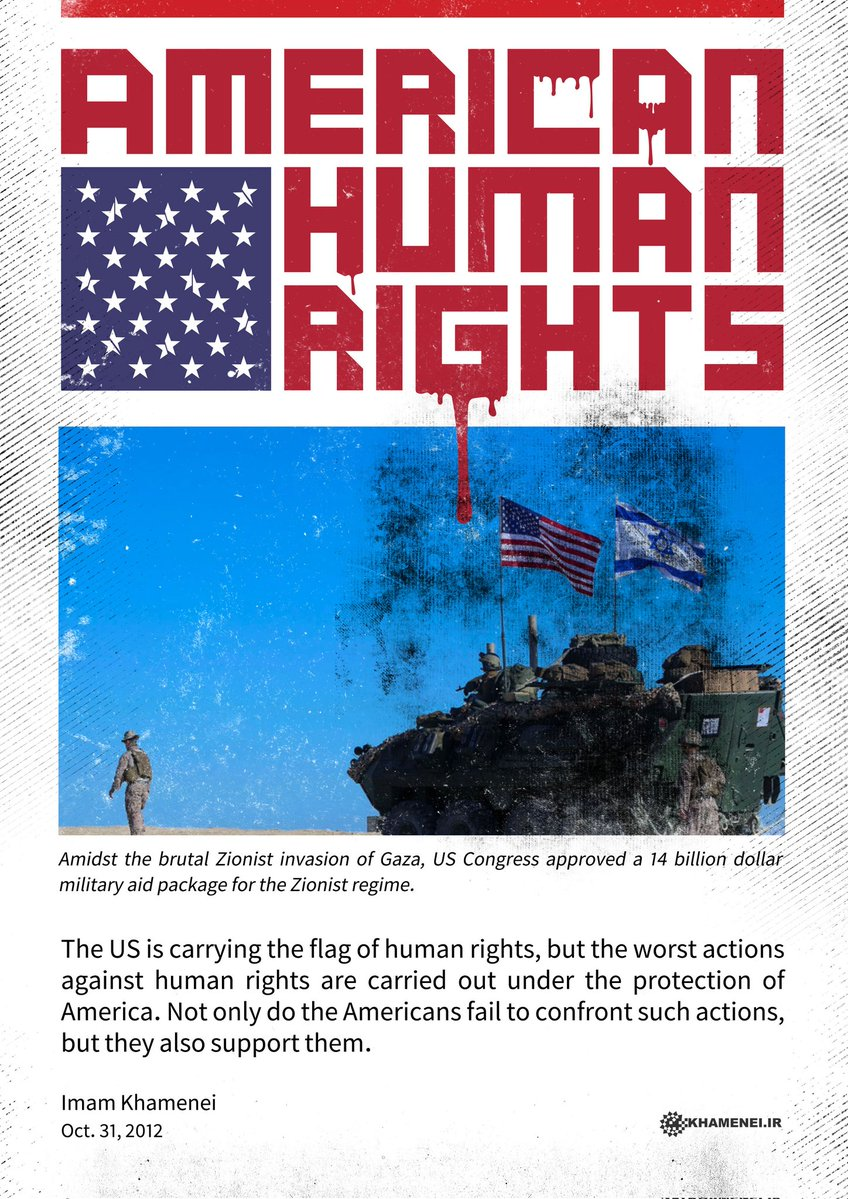 AMERICAN
HUMAN
RIGHTS
Amidst the brutal Zionist invasion of Gaza, US Congress approved a 14 billion dollar
military aid package for the Zionist regime.
The US is carrying the flag of human rights, but the worst actions
against human rights are carried out under the protection of
America. Not only do the Americans fail to confront such actions,
but they also support them.
Imam Khamenei
Oct. 31, 2012
KHAMENEI.IR